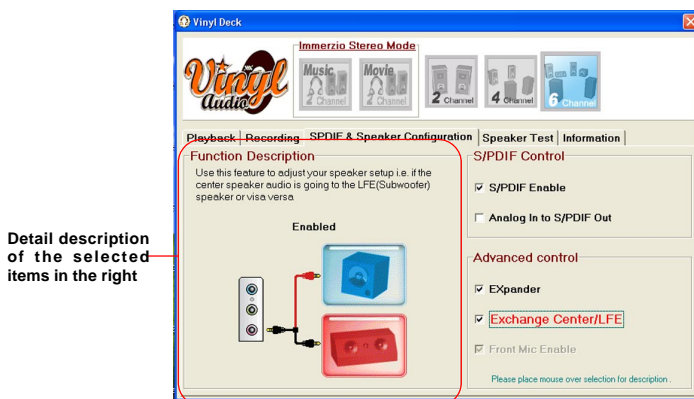 Vinyl Deck
Vinyl Audio
Immerzio Stereo Mode
Music
2 Channel
Movie
2 Channel
2 Channel
4 Channel
6 Channel
Playback Recording SPDIF & Speaker Configuration Speaker Test Information
Function Description
Use this feature to adjust your speaker setup i.e. if the
center speaker audio is going to the LFE(Subwoofer)
speaker or visa versa
Enabled
S/PDIF Control
S/PDIF Enable
Analog In to S/PDIF Out
Advanced control
EXpander
Exchange Center/LFE
Front Mic Enable
Please place mouse over selection for description .
Detail description
of the selected
items in the right